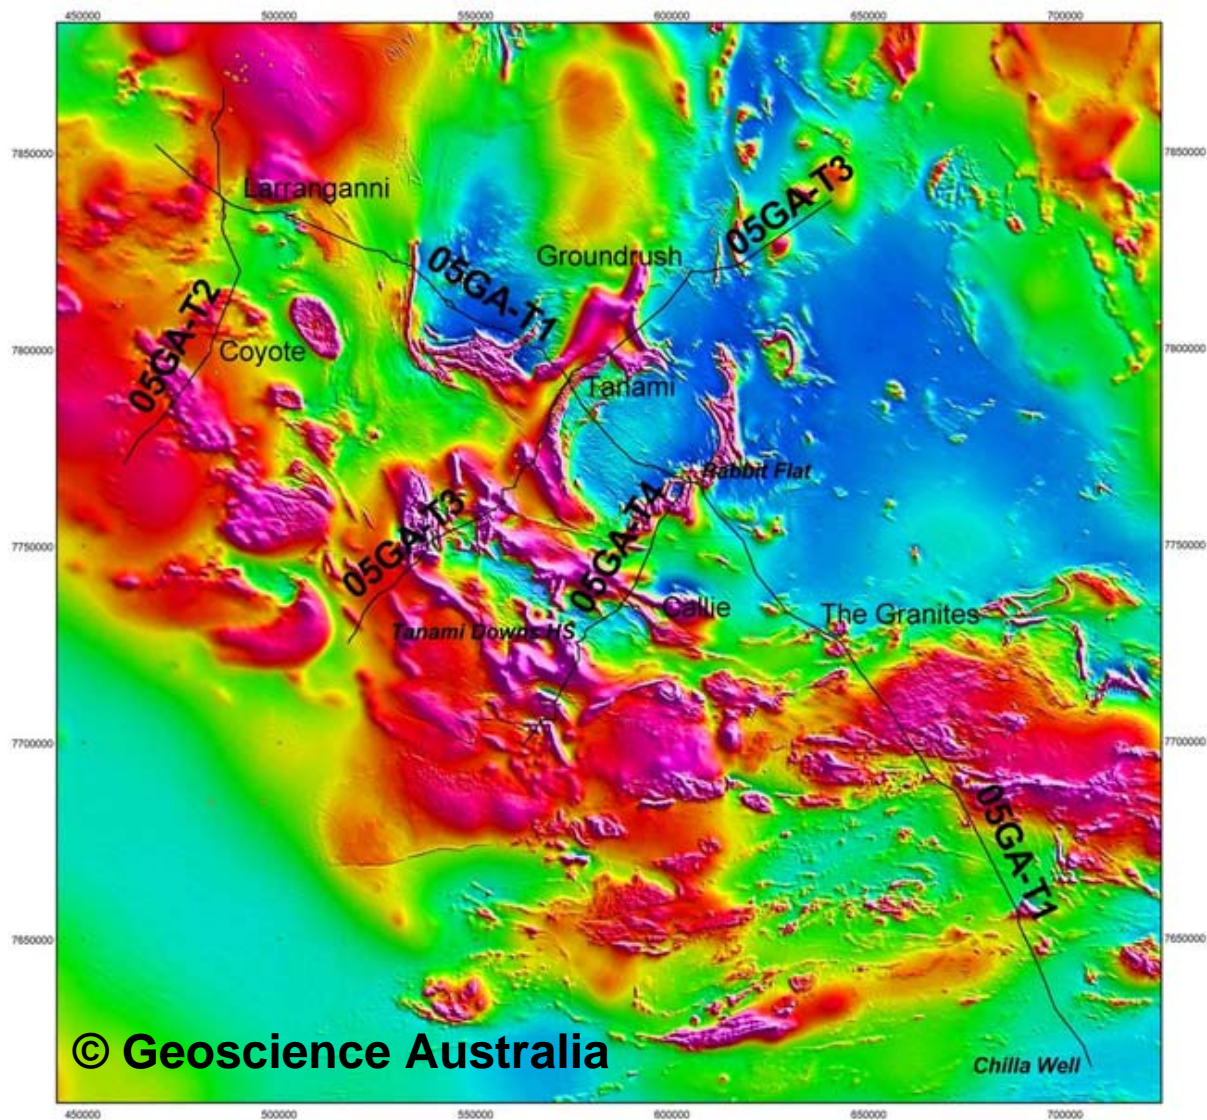 450000 500000 550000 600000 650000 700000
7850000 7850000
05GA-T3
Larranganni
Groundrush
05GA-T1
05GA-T2
7800000 7800000
Coyote
Tanami
Rabbit Flat
05GA-T3
05GA-T4
7750000 7750000
Callie
The Granites
Tanami Downs HS
7700000 7700000
05GA-T1
7650000 7650000
© Geoscience Australia
Chilla Well
450000 500000 550000 600000 650000 700000